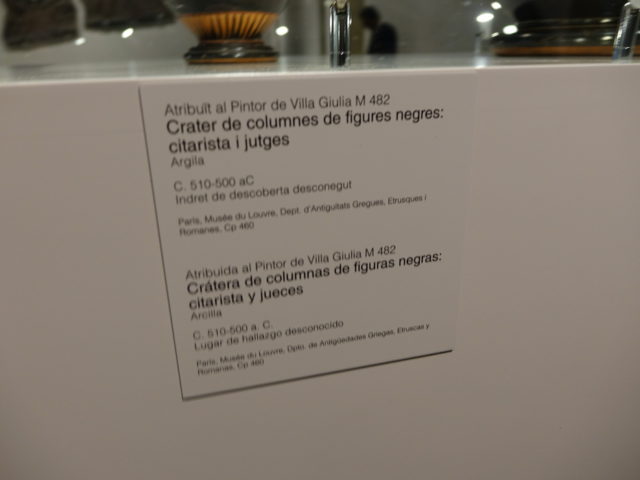 Atribuït al Pintor de Villa Giulia M 482
Crater de columnes de figures negres:
citarista i jutges
Argila
C. 510-500 aC
Indret de descoberta desconegut
Paris, Musée du Louvre, Dept. d'Antiguitats Gregues, Etrusques i
Romanes, Cp 460
Atribuida al Pintor de Villa Giulia M 482
Crátera de columnas de figuras negras:
citarista y jueces
Arcilla
C. 510-500 a. C.
Lugar de hallazgo desconocido
Paris, Musée du Louvre, Dpto. de Antigüedades Griegas, Etruscas y
Romanas, Cp 460